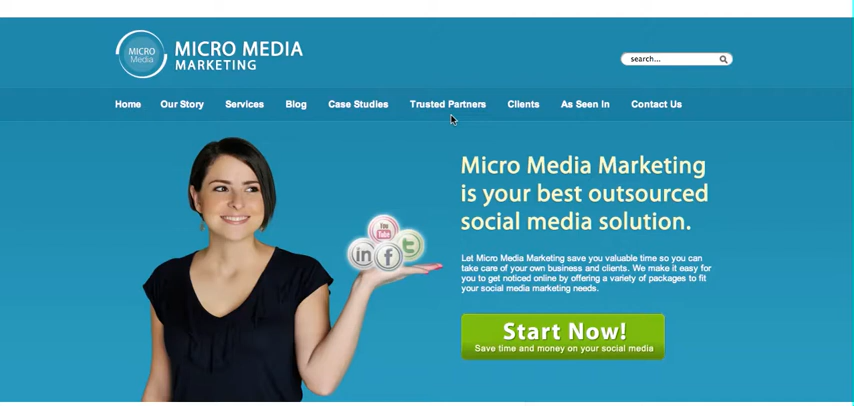 MICRO
Media
MICRO MEDIA
MARKETING
search...
Home Our Story Services Blog Case Studies Trusted Partners Clients As Seen In Contact Us
Micro Media Marketing
is your best outsourced
social media solution.
You
Tube
in f t
Let Micro Media Marketing save you valuable time so you can
take care of your own business and clients. We make it easy for
you to get noticed online by offering a variety of packages to fit
your social media marketing needs.
Start Now!
Save time and money on your social media